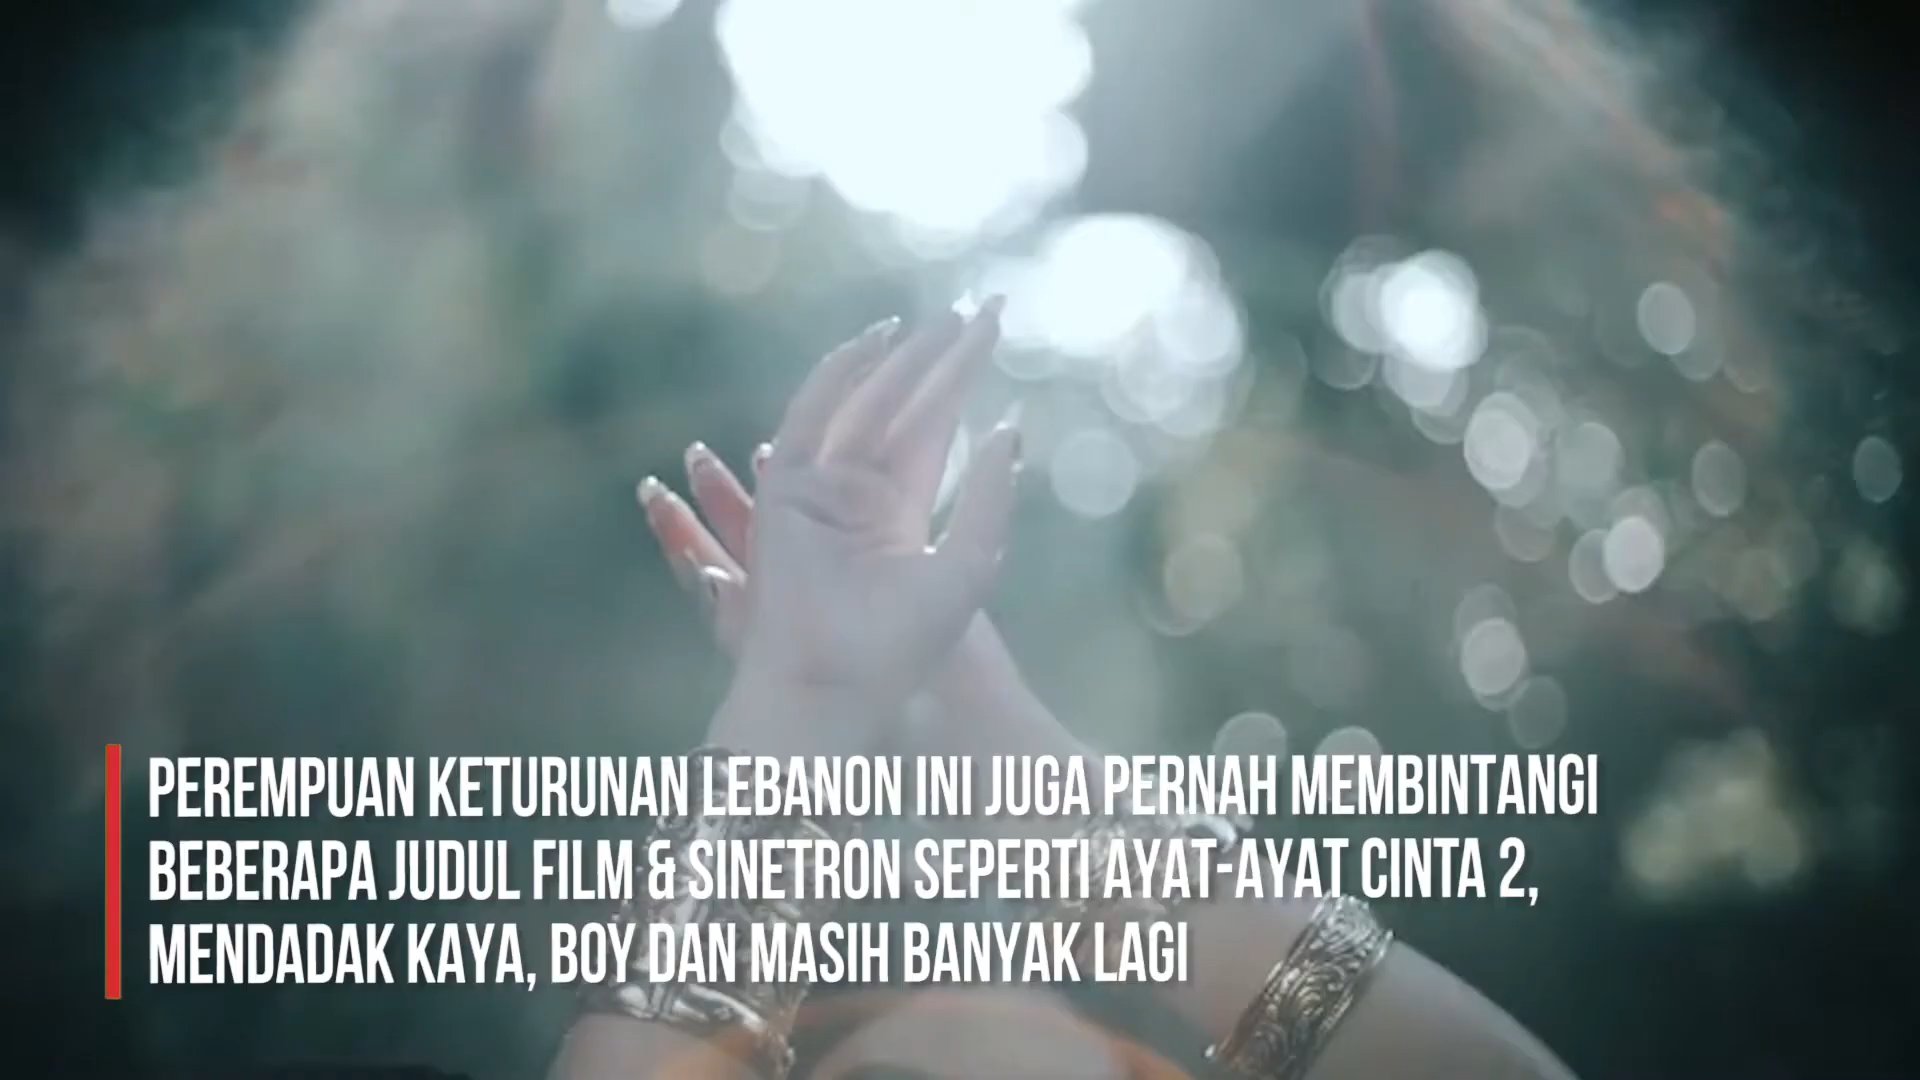 PEREMPUAN KETURUNAN LEBANON INI JUGA PERNAH MEMBINTANGI
BEBERAPA JUDUL FILM & SINETRON SEPERTI AYAT-AYAT CINTA 2,
MENDADAK KAYA, BOY DAN MASIH BANYAK LAGI